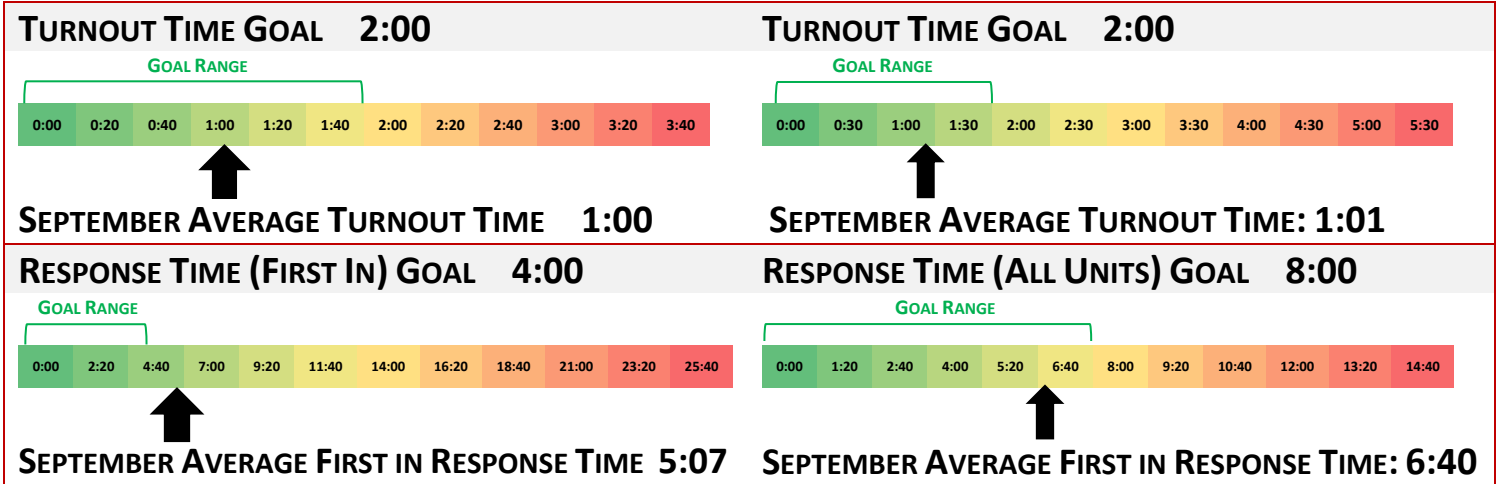 TURNOUT TIME GOAL 2:00
GOAL RANGE
0:00 0:20 0:40 1:00 1:20 1:40 2:00 2:20 2:40 3:00 3:20 3:40
SEPTEMBER AVERAGE TURNOUT TIME 1:00
TURNOUT TIME GOAL 2:00
GOAL RANGE
0:00 0:30 1:00 1:30 2:00 2:30 3:00 3:30 4:00 4:30 5:00 5:30
SEPTEMBER AVERAGE TURNOUT TIME: 1:01
RESPONSE TIME (FIRST IN) GOAL 4:00
GOAL RANGE
0:00 2:20 4:40 7:00 9:20 11:40 14:00 16:20 18:40 21:00 23:20 25:40
SEPTEMBER AVERAGE FIRST IN RESPONSE TIME 5:07
RESPONSE TIME (ALL UNITS) GOAL 8:00
GOAL RANGE
0:00 1:20 2:40 4:00 5:20 6:40 8:00 9:20 10:40 12:00 13:20 14:40
SEPTEMBER AVERAGE FIRST IN RESPONSE TIME: 6:40